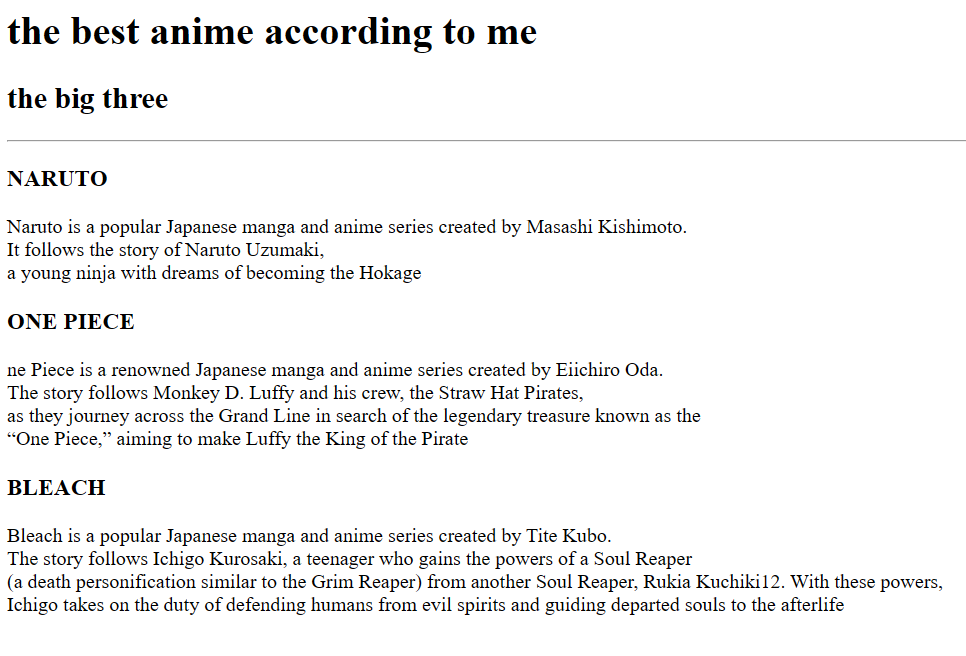 the best anime according to me
the big three
NARUTO
Naruto is a popular Japanese manga and anime series created by Masashi Kishimoto.
It follows the story of Naruto Uzumaki,
a young ninja with dreams of becoming the Hokage
ONE PIECE
ne Piece is a renowned Japanese manga and anime series created by Eiichiro Oda.
The story follows Monkey D. Luffy and his crew, the Straw Hat Pirates,
as they journey across the Grand Line in search of the legendary treasure known as the
“One Piece,” aiming to make Luffy the King of the Pirate
BLEACH
Bleach is a popular Japanese manga and anime series created by Tite Kubo.
The story follows Ichigo Kurosaki, a teenager who gains the powers of a Soul Reaper
(a death personification similar to the Grim Reaper) from another Soul Reaper, Rukia Kuchiki12. With these powers,
Ichigo takes on the duty of defending humans from evil spirits and guiding departed souls to the afterlife